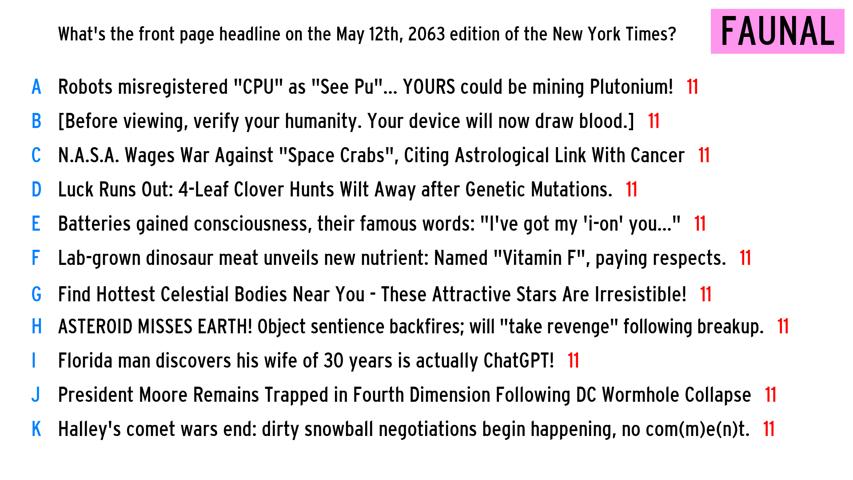 What's the front page headline on the May 12th, 2063 edition of the New York Times?
FAUNAL
A Robots misregistered "CPU" as "See Pu"... YOURS could be mining Plutonium! 11
B [Before viewing, verify your humanity. Your device will now draw blood.] 11
C N.A.S.A. Wages War Against "Space Crabs", Citing Astrological Link With Cancer 11
D Luck Runs Out: 4-Leaf Clover Hunts Wilt Away after Genetic Mutations. 11
E Batteries gained consciousness, their famous words: "I've got my 'i-on' you..." 11
F Lab-grown dinosaur meat unveils new nutrient: Named "Vitamin F", paying respects. 11
G Find Hottest Celestial Bodies Near You - These Attractive Stars Are Irresistible! 11
H ASTEROID MISSES EARTH! Object sentience backfires; will "take revenge" following breakup. 11
I Florida man discovers his wife of 30 years is actually ChatGPT! 11
J President Moore Remains Trapped in Fourth Dimension Following DC Wormhole Collapse 11
K Halley's comet wars end: dirty snowball negotiations begin happening, no com(m)e(n)t. 11